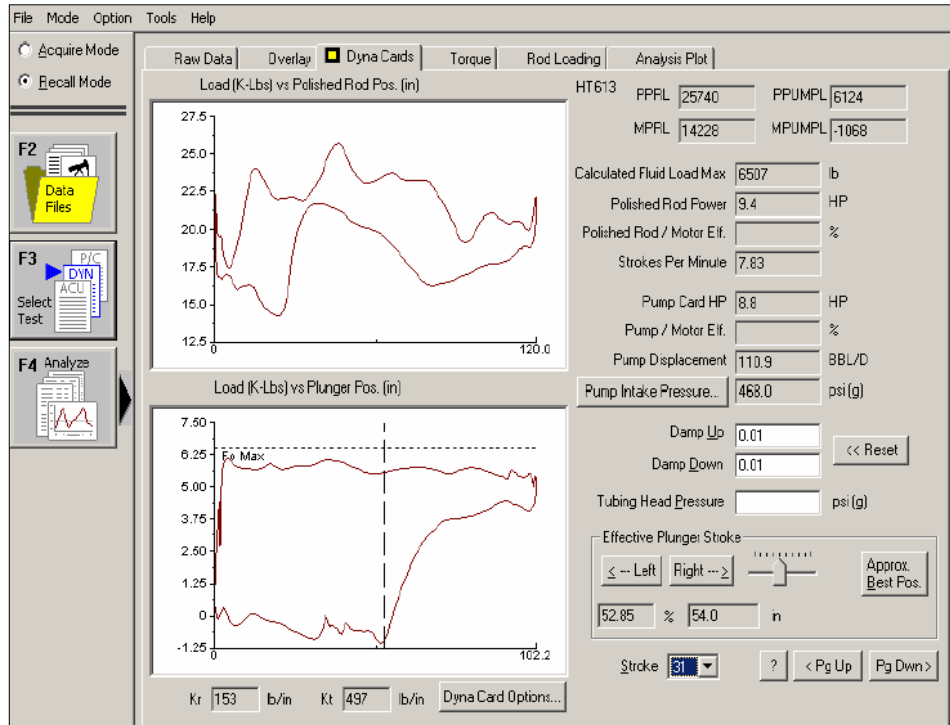 File Mode Option Tools Help
Acquire Mode
Recall Mode
F2
Data
Files
F3
P/C
DYN
ACU
Select
Test
F4 Analyze
Raw Data Overlay Dyna Cards Torque Rod Loading Analysis Plot
Load (K-Lbs) vs Polished Rod Pos. (in)
27.5
25.0
22.5
20.0
17.5
15.0
12.5
0 120.0
Load (K-Lbs) vs Plunger Pos. (in)
7.50
Fo Max
6.25
5.00
3.75
2.50
1.25
0
-1.25
0 102.2
Kr 153 lb/in Kt 497 lb/in Dyna Card Options...
HT613 PPRL 25740 PPUMPL 6124
MPRL 14228 MPUMPL -1068
Calculated Fluid Load Max 6507 lb
Polished Rod Power 9.4 HP
Polished Rod / Motor Eff. %
Strokes Per Minute 7.83
Pump Card HP 8.8 HP
Pump / Motor Eff. %
Pump Displacement 110.9 BBL/D
Pump Intake Pressure... 468.0 psi (g)
Damp Up 0.01
<< Reset
Damp Down 0.01
Tubing Head Pressure psi (g)
Effective Plunger Stroke
< -- Left Right --> Approx. Best Pos.
52.85 % 54.0 in
Stroke 31 ? < Pg Up Pg Dwn >